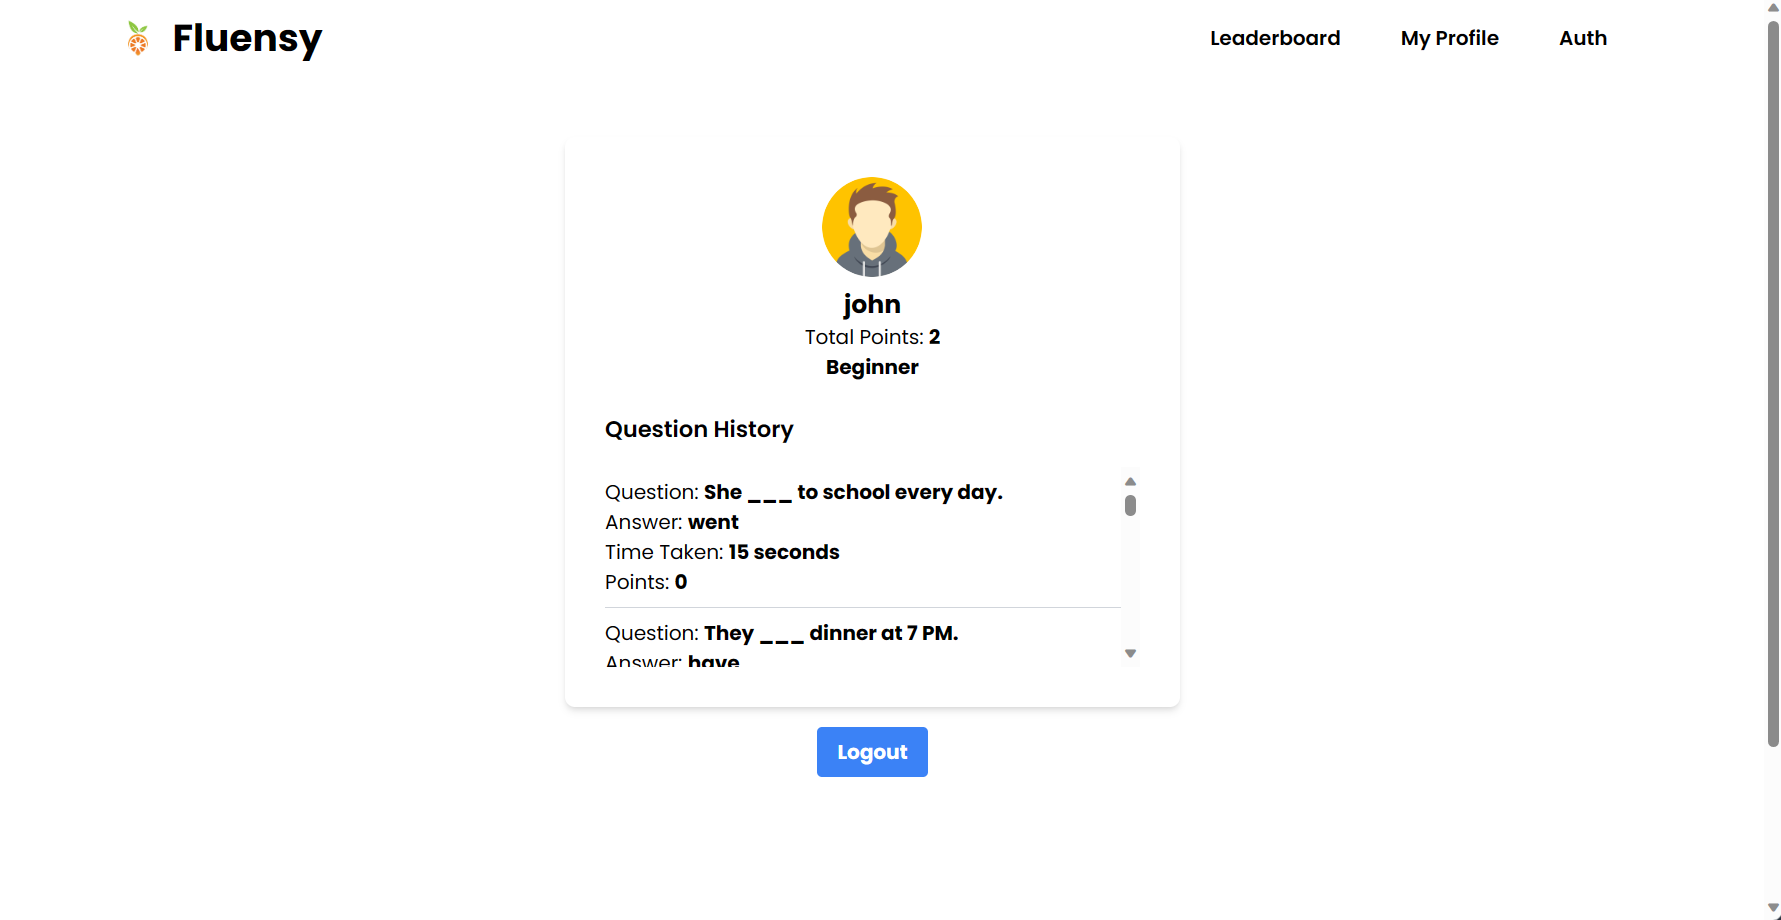 Fluensy
Leaderboard
My Profile
Auth
john
Total Points: 2
Beginner
Question History
Question: She ___ to school every day.
Answer: went
Time Taken: 15 seconds
Points: 0
Question: They ___ dinner at 7 PM.
Answer: have
Logout